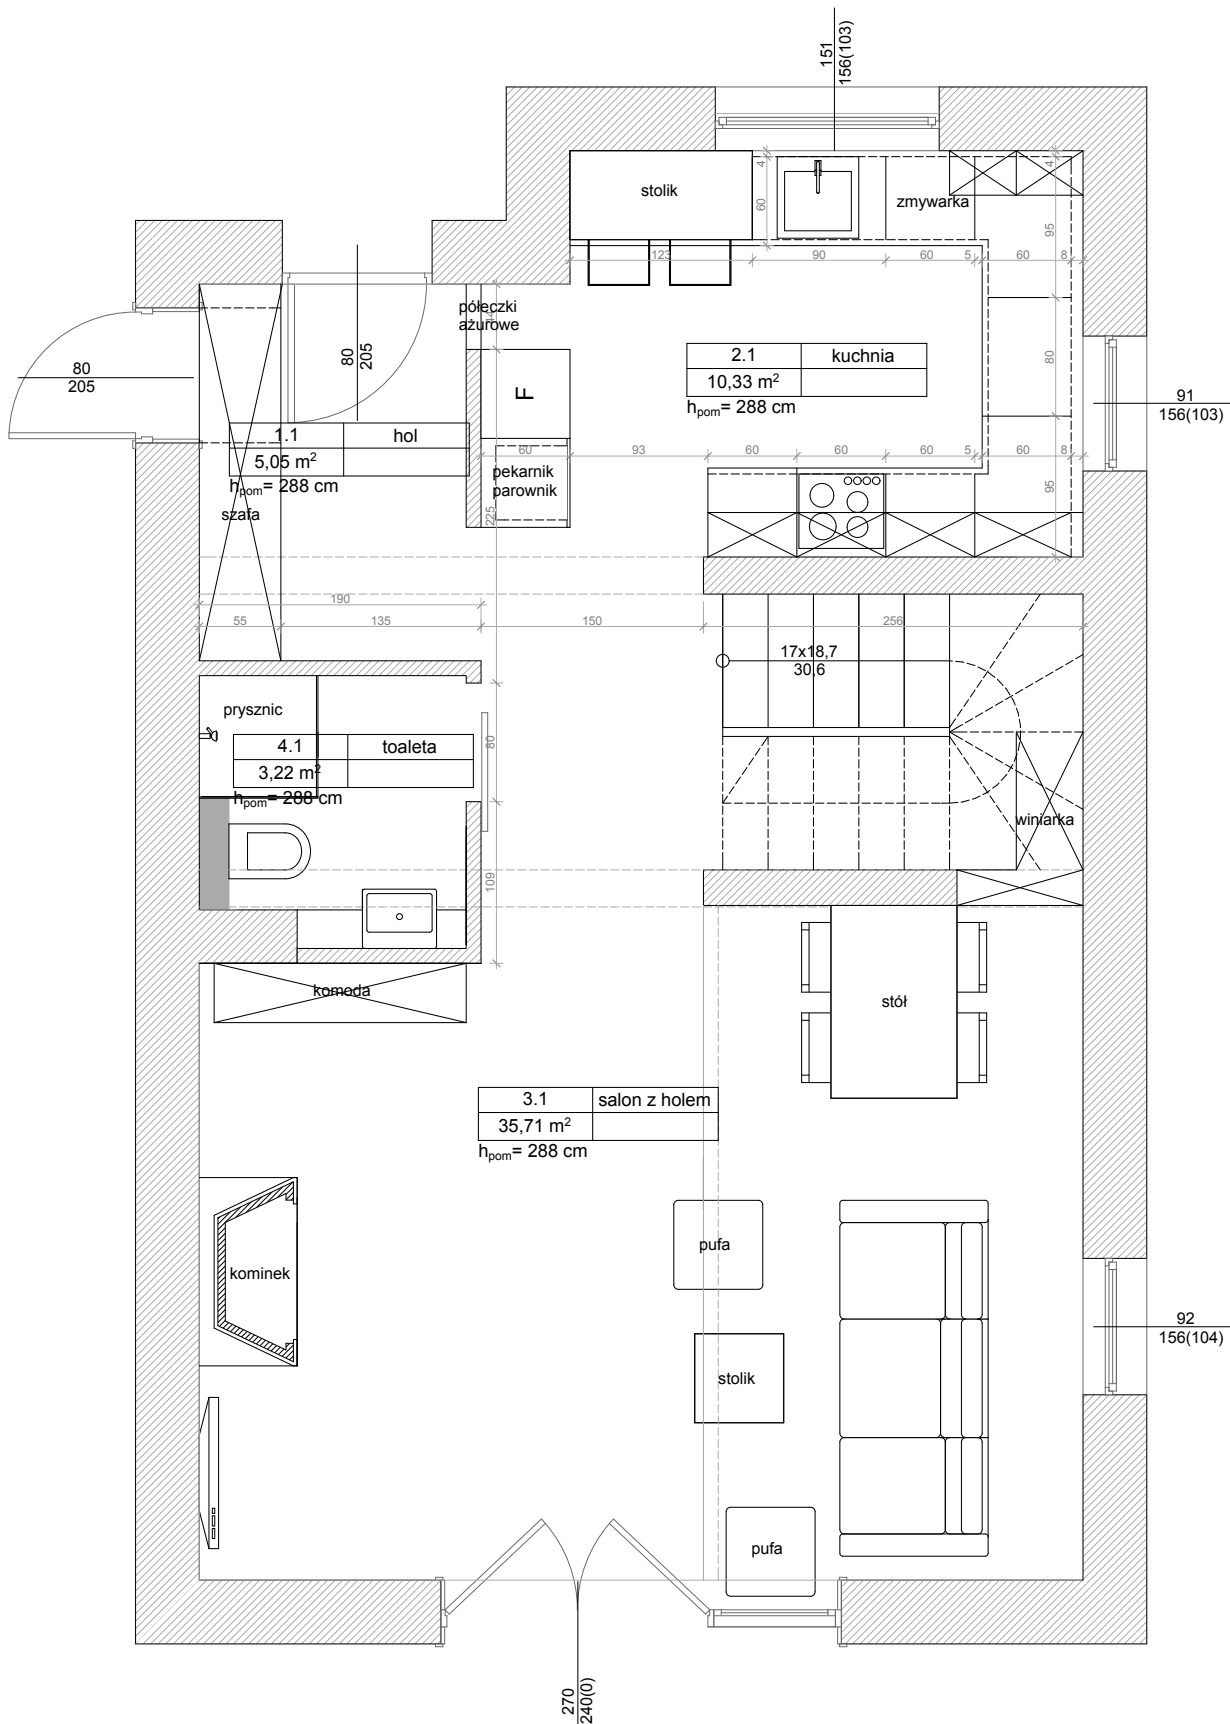 151
156(103)
stolik
zmywarka
4
60
4
95
123
90
60
5
60
8
półeczki
ażurowe
80
205
80
205
F
2.1 kuchnia
10,33 m²
hpom= 288 cm
80
91
156(103)
1.1 hol
5,05 m²
hpom= 288 cm
szafa
60
93
60
60
60
5
60
8
pekarnik
parownik
95
225
190
55
135
150
256
17x18,7
30,6
prysznic
4.1 toaleta
3,22 m²
hpom= 288 cm
80
winiarka
109
komoda
stół
3.1 salon z holem
35,71 m²
hpom= 288 cm
pufa
kominek
92
156(104)
stolik
pufa
270
240(0)